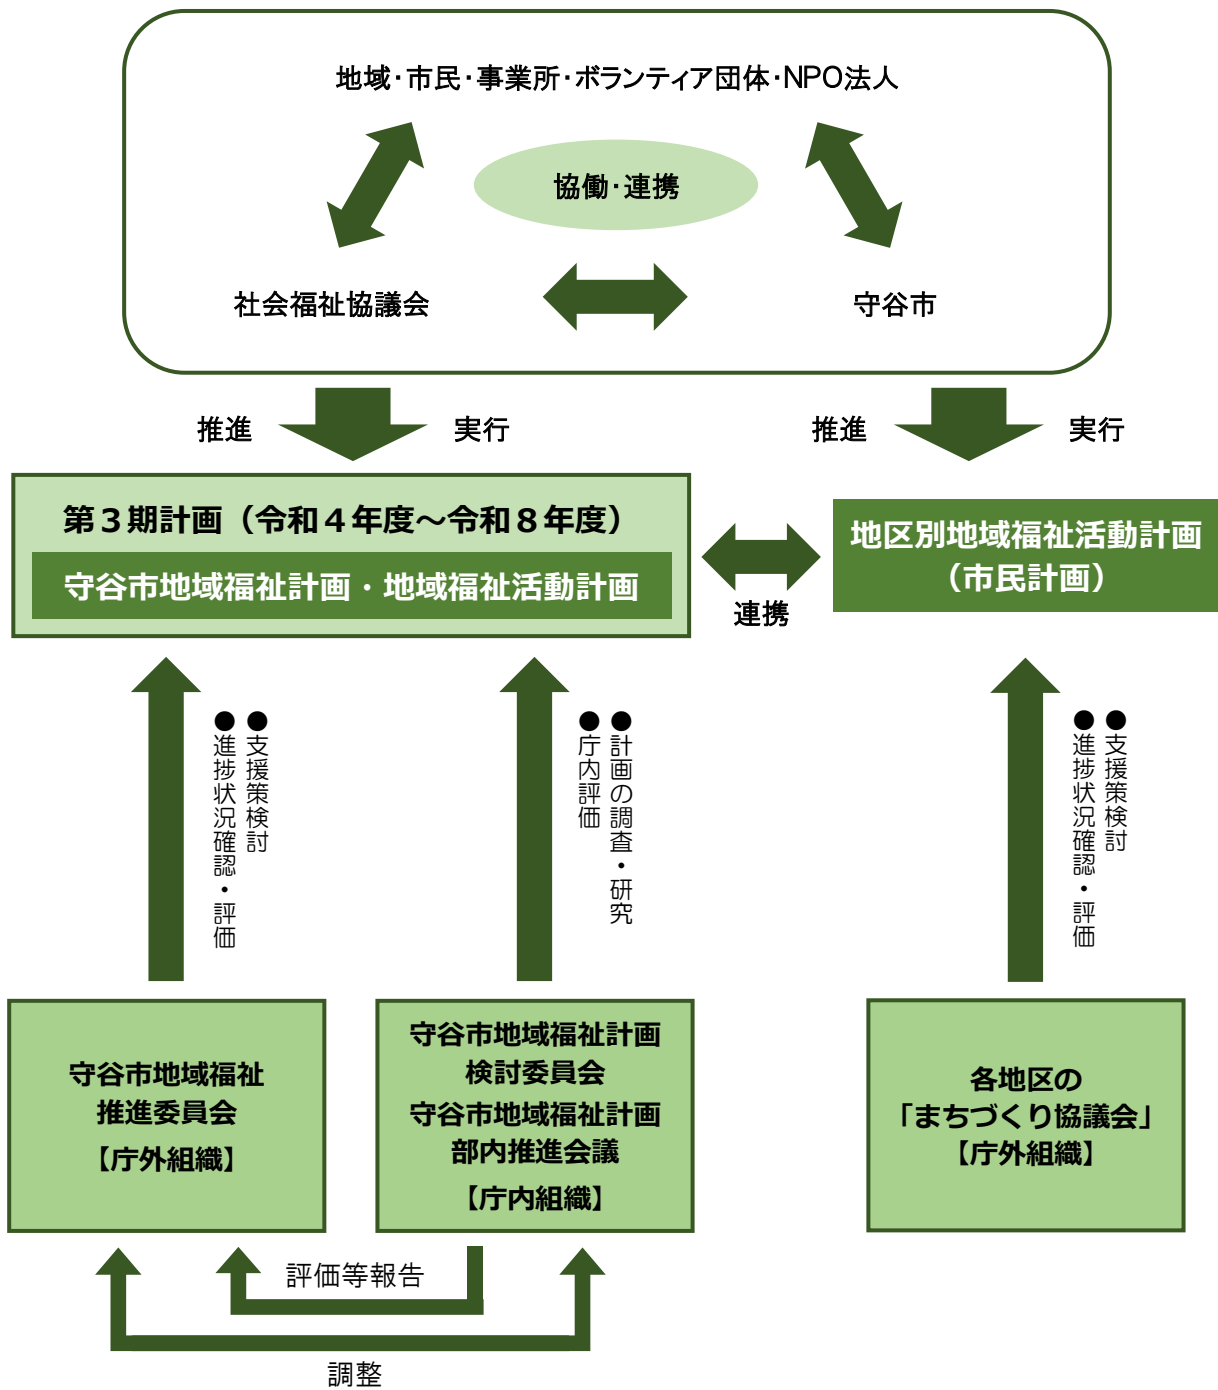 地域・市民・事業所・ボランティア団体・NPO法人
協働・連携
社会福祉協議会
守谷市
推進
実行
推進
実行
第３期計画（令和４年度～令和８年度）
守谷市地域福祉計画・地域福祉活動計画
連携
地区別地域福祉活動計画
（市民計画）
●支援策検討
●進捗状況確認・評価
●計画の調査・研究
●庁内評価
●支援策検討
●進捗状況確認・評価
守谷市地域福祉
推進委員会
【庁外組織】
守谷市地域福祉計画
検討委員会
守谷市地域福祉計画
部内推進会議
【庁内組織】
各地区の
「まちづくり協議会」
【庁外組織】
評価等報告
調整